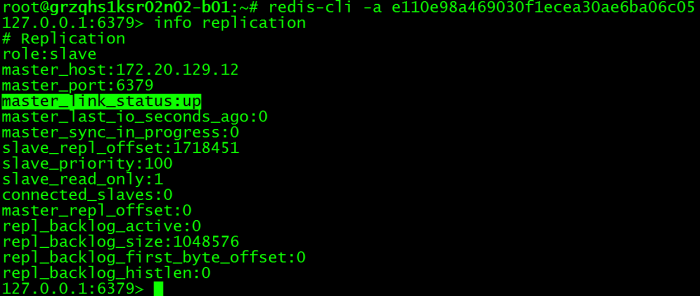 root@grzqhs1ksr02n02-b01:~# redis-cli -a e110e98a469030f1ecea30ae6ba06c05
127.0.0.1:6379> info replication
# Replication
role:slave
master_host:172.20.129.12
master_port:6379
master_link_status:up
master_last_io_seconds_ago:0
master_sync_in_progress:0
slave_repl_offset:1718451
slave_priority:100
slave_read_only:1
connected_slaves:0
master_repl_offset:0
repl_backlog_active:0
repl_backlog_size:1048576
repl_backlog_first_byte_offset:0
repl_backlog_histlen:0
127.0.0.1:6379>